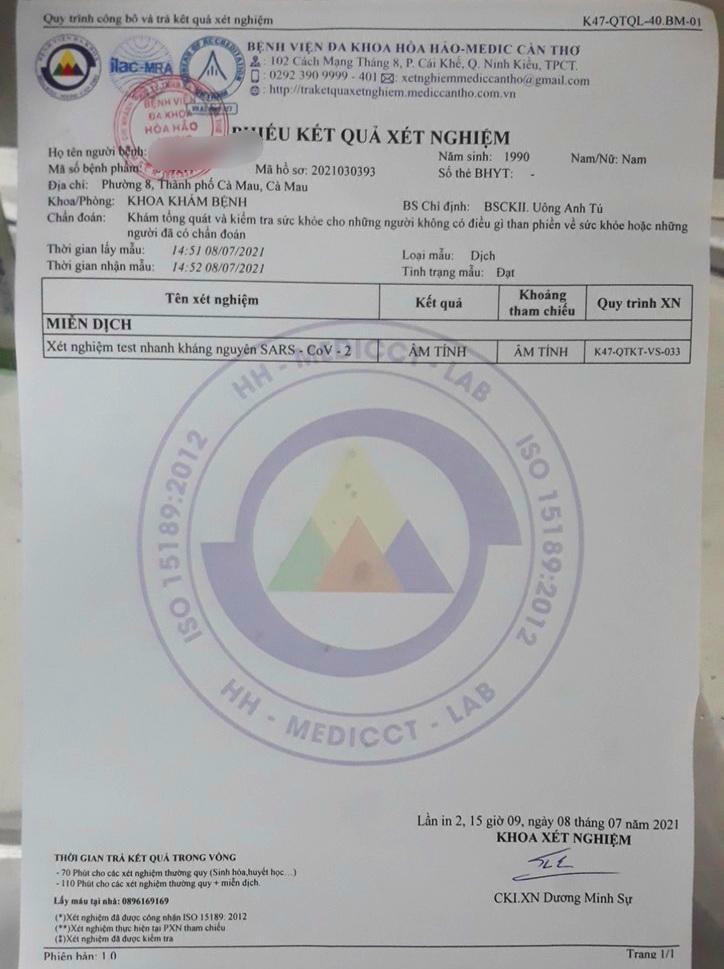 Quy trình công bố và trả kết quả xét nghiệm K47-QTQL-40.BM-01
BỆNH VIỆN ĐA KHOA HÒA HẢO-MEDIC CẦN THƠ
: 102 Cách Mạng Tháng 8, P. Cái Khế, Q. Ninh Kiều, TPCT.
: 0292 390 9999 - 401 : xetnghiemmediccantho@gmail.com
: http://traketquaxetnghiem.mediccantho.com.vn
ilac-MRA
BỆNH VIỆN
ĐA KHOA
HÒA HẢO
PHIẾU KẾT QUẢ XÉT NGHIỆM
Họ tên người bệnh: Năm sinh: 1990 Nam/Nữ: Nam
Mã số bệnh phẩm: Mã hồ sơ: 2021030393 Số thẻ BHYT: -
Địa chỉ: Phường 8, Thành phố Cà Mau, Cà Mau
Khoa/Phòng: KHOA KHÁM BỆNH BS Chỉ định: BSCKII. Uông Anh Tú
Chẩn đoán: Khám tổng quát và kiểm tra sức khỏe cho những người không có điều gì than phiền về sức khỏe hoặc những
người đã có chẩn đoán
Thời gian lấy mẫu: 14:51 08/07/2021 Loại mẫu: Dịch
Thời gian nhận mẫu: 14:52 08/07/2021 Tình trạng mẫu: Đạt
Tên xét nghiệm Kết quả Khoảng tham chiếu Quy trình XN
MIỄN DỊCH
Xét nghiệm test nhanh kháng nguyên SARS - CoV - 2 ÂM TÍNH ÂM TÍNH K47-QTKT-VS-033
HH - MEDICCT - LAB
ISO 15189:2012
ISO 15189:2012
HH - MEDICCT - LAB
Lần in 2, 15 giờ 09, ngày 08 tháng 07 năm 2021
KHOA XÉT NGHIỆM
CKI.XN Dương Minh Sự
THỜI GIAN TRẢ KẾT QUẢ TRONG VÒNG
- 70 Phút cho các xét nghiệm thường quy (Sinh hóa,huyết học...)
- 110 Phút cho các xét nghiệm thường quy + miễn dịch.
Lấy máu tại nhà: 0896169169
(*)Xét nghiệm đã được công nhận ISO 15189: 2012
(**)Xét nghiệm thực hiện tại PXN tham chiếu
(‡)Xét nghiệm đã được kiểm tra
Phiên bản: 1.0 Trang 1/1